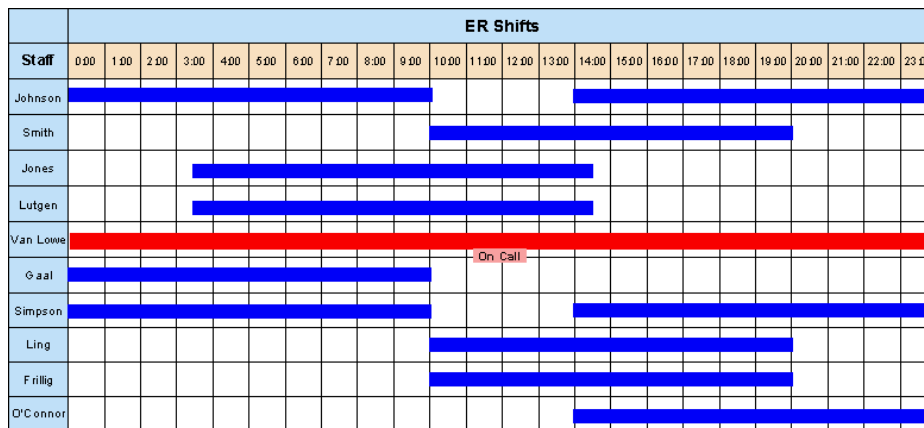 ER Shifts
Staff 0:00 1:00 2:00 3:00 4:00 5:00 6:00 7:00 8:00 9:00 10:00 11:00 12:00 13:00 14:00 15:00 16:00 17:00 18:00 19:00 20:00 21:00 22:00 23:00
Johnson
Smith
Jones
Lutgen
Van Lowe
On Call
Gaal
Simpson
Ling
Frillig
O'Connor